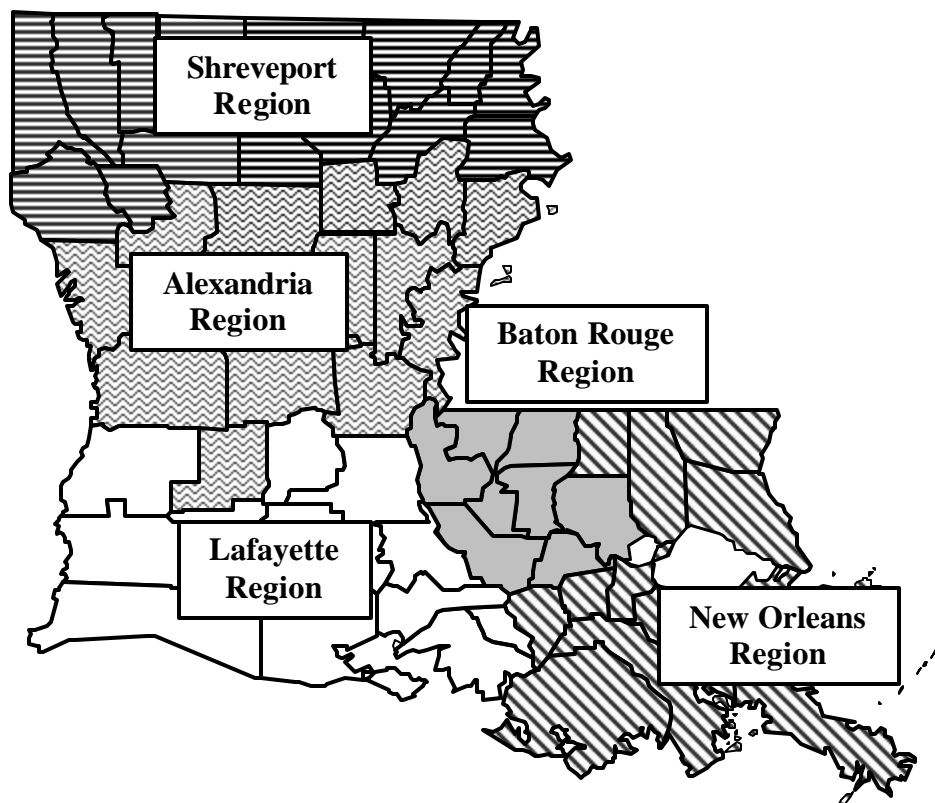 Shreveport
Region
Alexandria
Region
Baton Rouge
Region
Lafayette
Region
New Orleans
Region